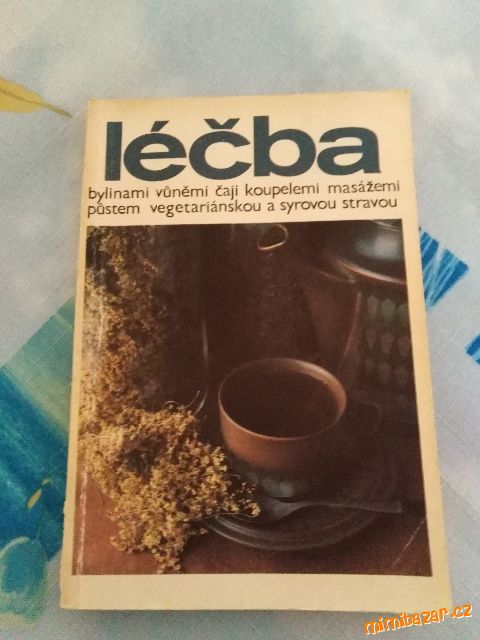 léčba
bylinami vůněmi čaji koupelemi masážemi
půstem vegetariánskou a syrovou stravou
mimibazar.cz